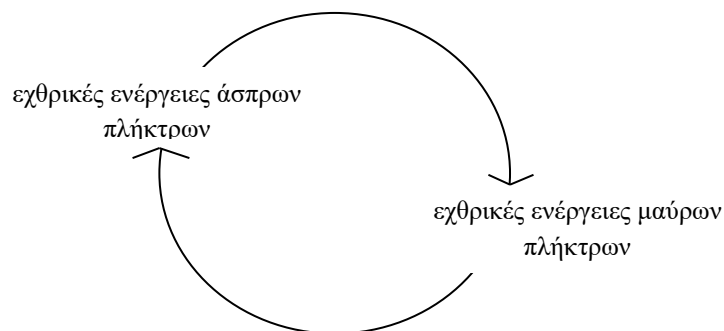 εχθρικές ενέργειες άσπρων
πλήκτρων
εχθρικές ενέργειες μαύρων
πλήκτρων